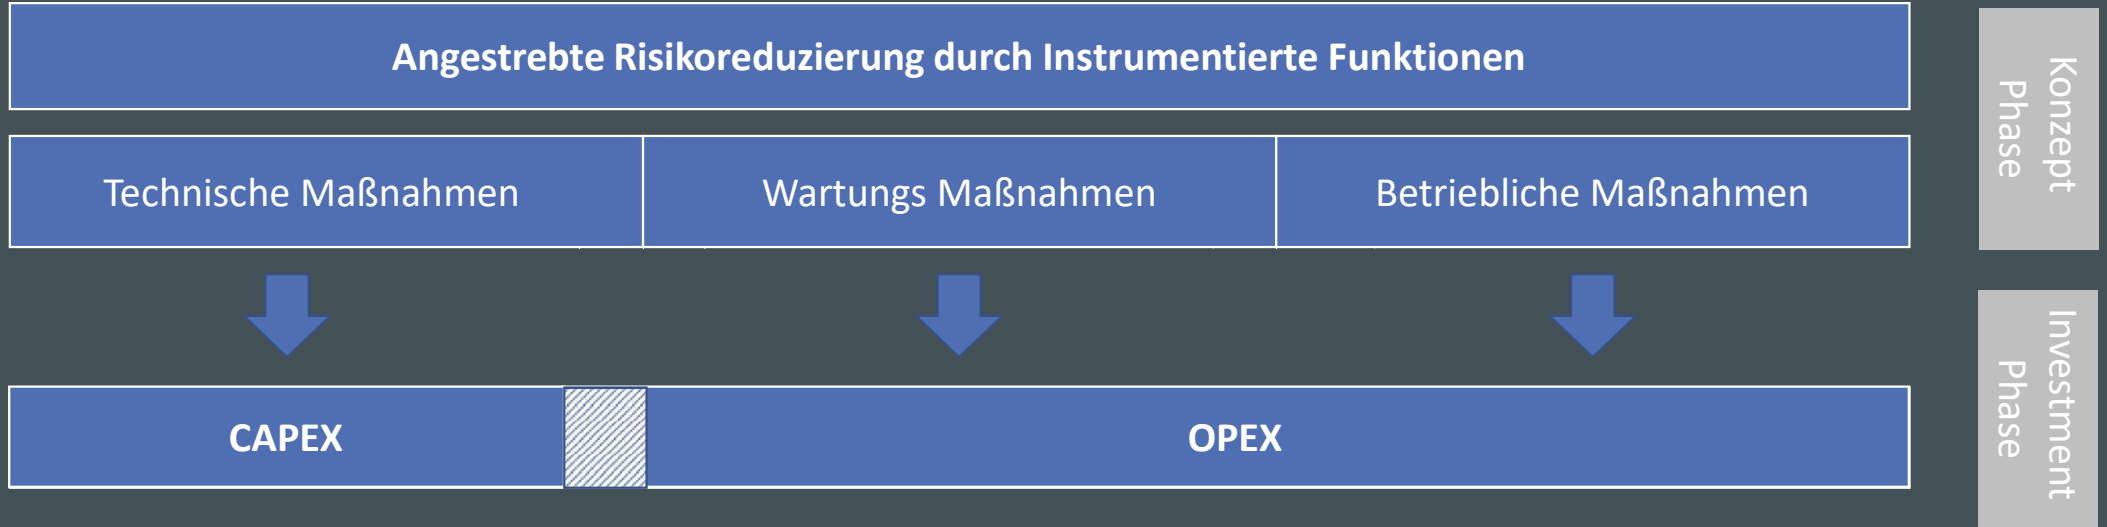 Angestrebte Risikoreduzierung durch Instrumentierte Funktionen
Technische Maßnahmen
Wartungs Maßnahmen
Betriebliche Maßnahmen
CAPEX
OPEX
Konzept
Phase
Investment
Phase